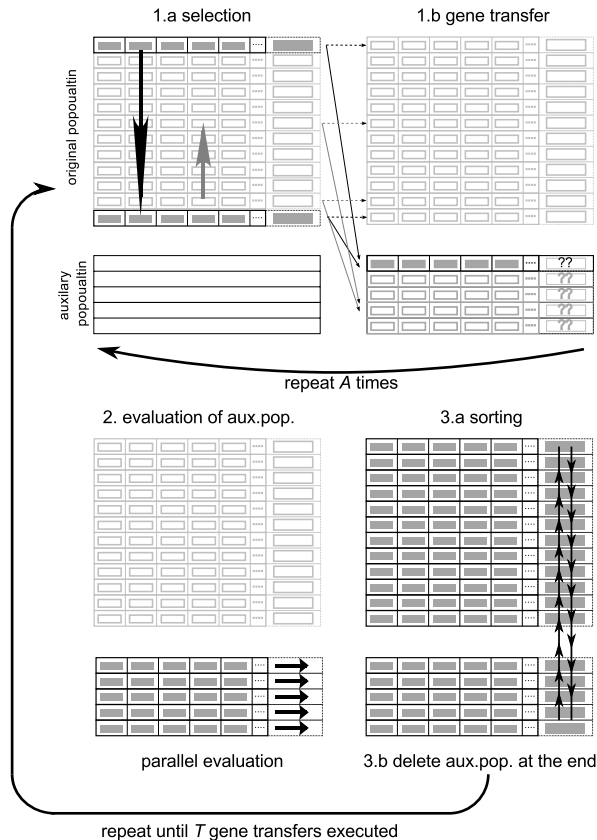 1.a selection
1.b gene transfer
original popoualtin
auxilary
popoualtin
??
??
??
??
??
repeat A times
2. evaluation of aux.pop.
3.a sorting
parallel evaluation
3.b delete aux.pop. at the end
repeat until T gene transfers executed